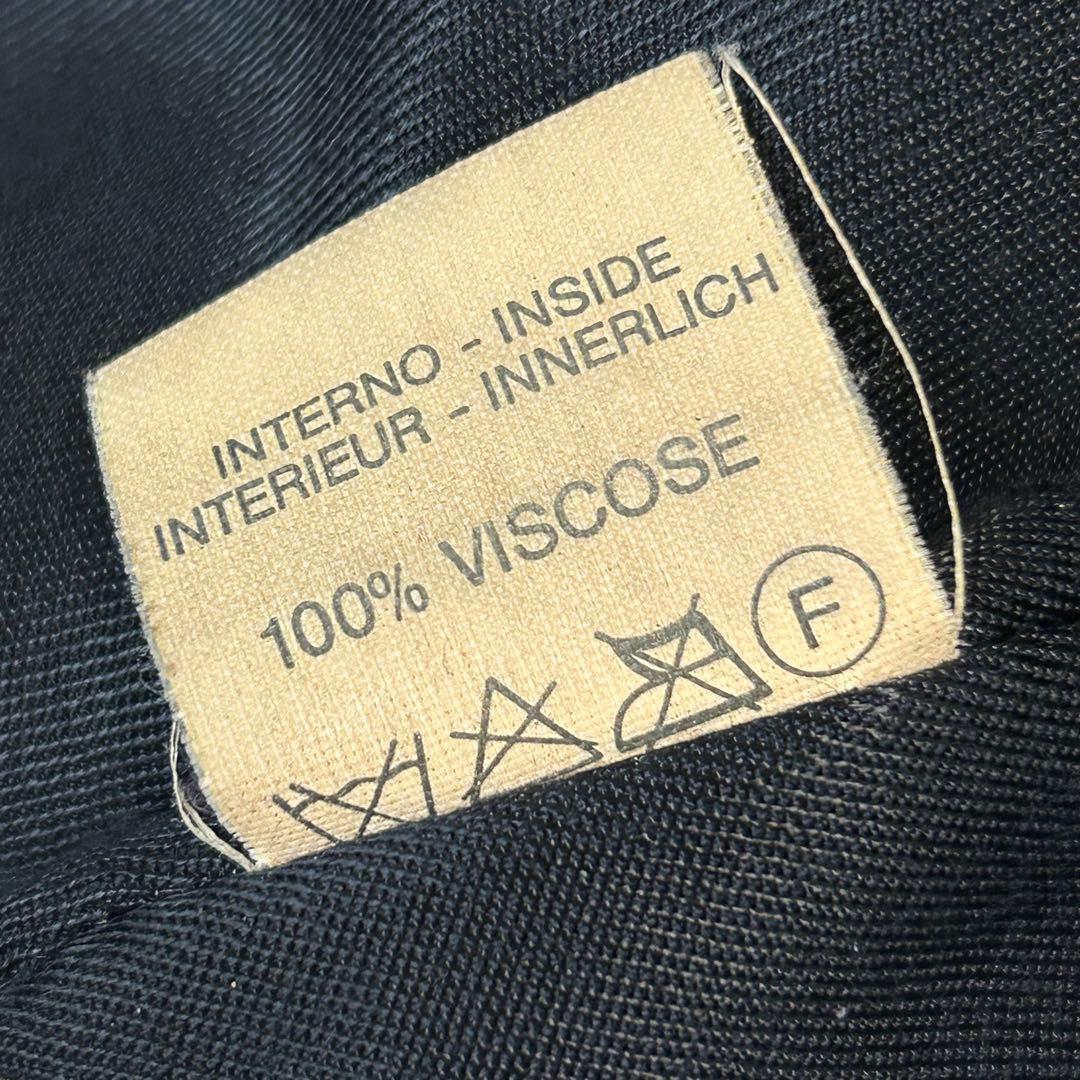 INTERNO - INSIDE
INTERIEUR - INNERLICH
100% VISCOSE
F